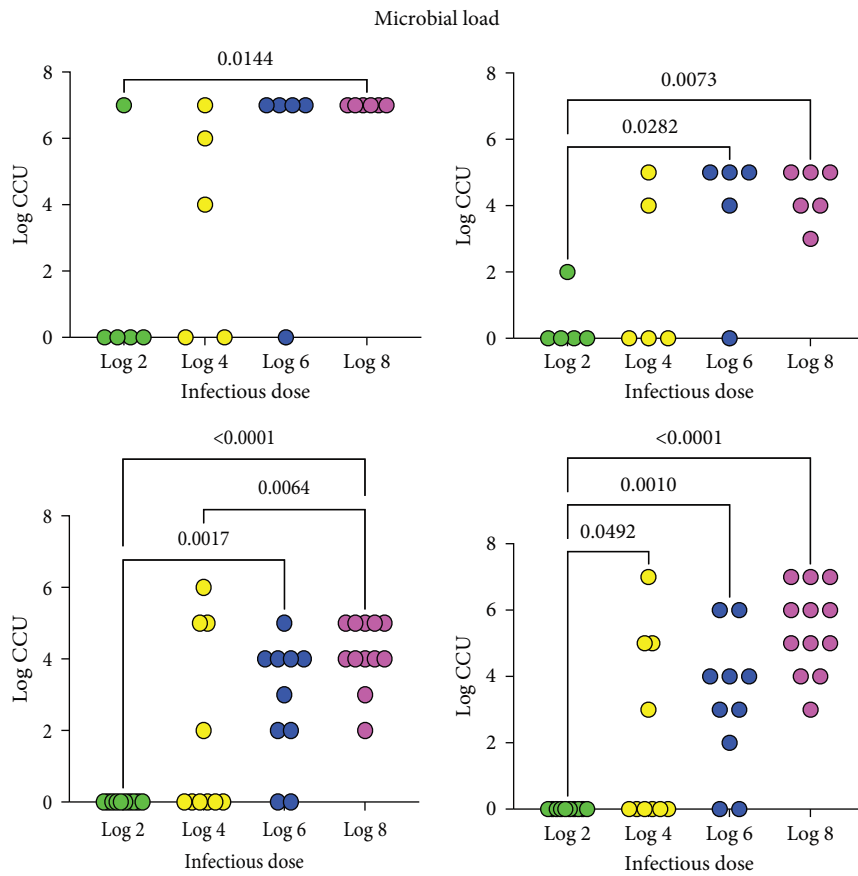 Microbial load
0.0144
8
6
4
2
0
Log CCU
Log 2 Log 4 Log 6 Log 8
Infectious dose
0.0073
0.0282
8
6
4
2
0
Log CCU
Log 2 Log 4 Log 6 Log 8
Infectious dose
<0.0001
0.0064
0.0017
8
6
4
2
0
Log CCU
Log 2 Log 4 Log 6 Log 8
Infectious dose
<0.0001
0.0010
0.0492
8
6
4
2
0
Log CCU
Log 2 Log 4 Log 6 Log 8
Infectious dose